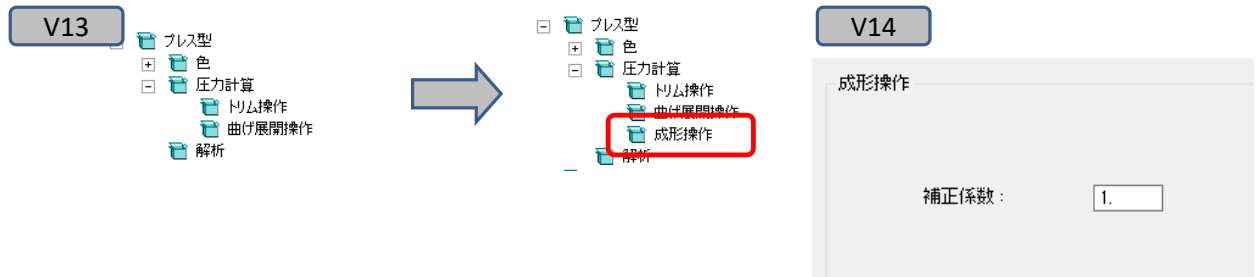 V13
プレス型
色
圧力計算
トリム操作
曲げ展開操作
解析
プレス型
色
圧力計算
トリム操作
曲げ展開操作
成形操作
解析
V14
成形操作
補正係数：
1.